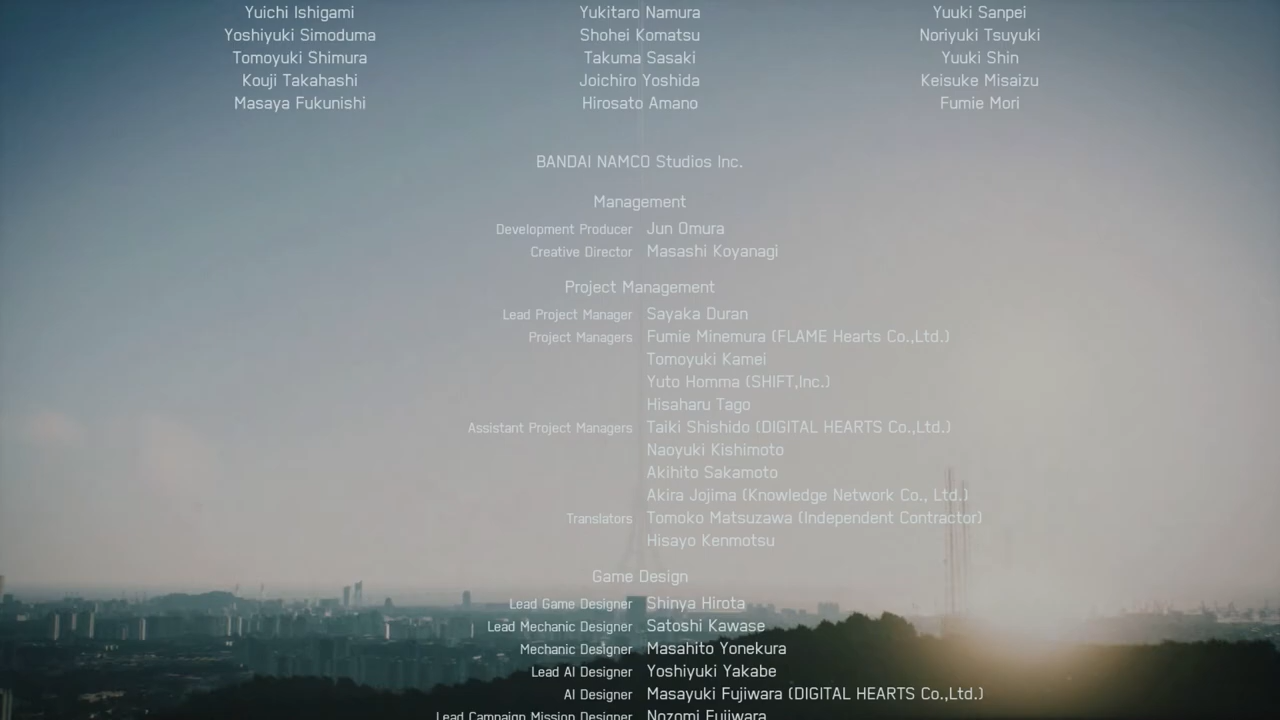 Yuichi Ishigami Yukitaro Namura Yuuki Sanpei
Yoshiyuki Simoduma Shohei Komatsu Noriyuki Tsuyuki
Tomoyuki Shimura Takuma Sasaki Yuuki Shin
Kouji Takahashi Joichiro Yoshida Keisuke Misaizu
Masaya Fukunishi Hirosato Amano Fumie Mori
BANDAI NAMCO Studios Inc.
Management
Development Producer Jun Omura
Creative Director Masashi Koyanagi
Project Management
Lead Project Manager Sayaka Duran
Project Managers Fumie Minemura (FLAME Hearts Co.,Ltd.)
Tomoyuki Kamei
Yuto Homma (SHIFT,Inc.)
Hisaharu Tago
Assistant Project Managers Taiki Shishido (DIGITAL HEARTS Co.,Ltd.)
Naoyuki Kishimoto
Akihito Sakamoto
Akira Jojima (Knowledge Network Co., Ltd.)
Translators Tomoko Matsuzawa (Independent Contractor)
Hisayo Kenmotsu
Game Design
Lead Game Designer Shinya Hirota
Lead Mechanic Designer Satoshi Kawase
Mechanic Designer Masahito Yonekura
Lead AI Designer Yoshiyuki Yakabe
AI Designer Masayuki Fujiwara (DIGITAL HEARTS Co.,Ltd.)
Lead Campaign Mission Designer Nozomi Fujiwara